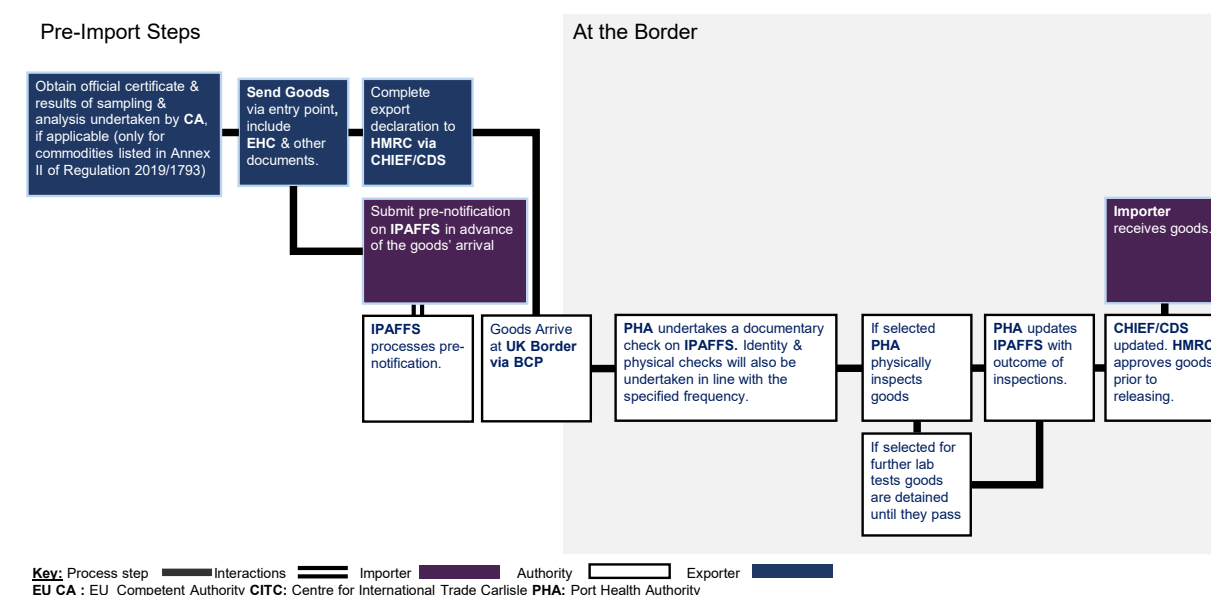 Pre-Import Steps
At the Border
Obtain official certificate &
results of sampling &
analysis undertaken by CA,
if applicable (only for
commodities listed in Annex
II of Regulation 2019/1793)
Send Goods
via entry point,
include
EHC & other
documents.
Complete
export
declaration to
HMRC via
CHIEF/CDS
Submit pre-notification
on IPAFFS in advance
of the goods' arrival
Importer
receives goods.
IPAFFS
processes pre-
notification.
Goods Arrive
at UK Border
via BCP
PHA undertakes a documentary
check on IPAFFS. Identity &
physical checks will also be
undertaken in line with the
specified frequency.
If selected
PHA
physically
inspects
goods
PHA updates
IPAFFS with
outcome of
inspections.
CHIEF/CDS
updated. HMRC
approves goods
prior to
releasing.
If selected for
further lab
tests goods
are detained
until they pass
Key: Process step Interactions Importer Authority Exporter
EU CA : EU Competent Authority CITC: Centre for International Trade Carlisle PHA: Port Health Authority